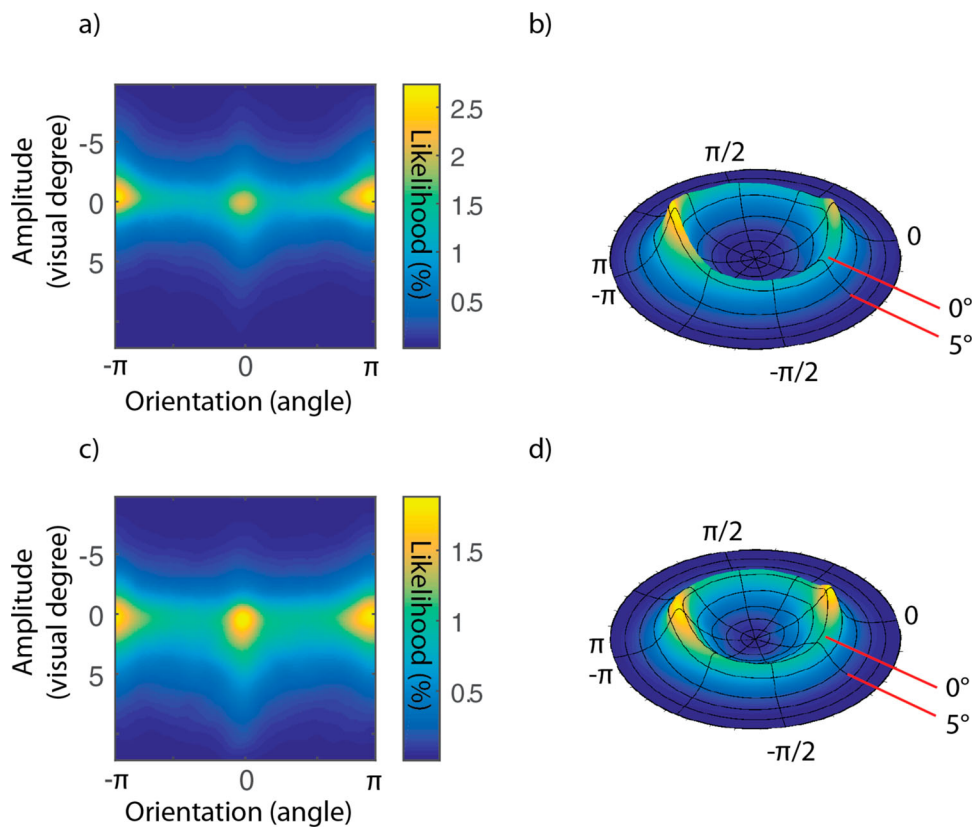 a)
Amplitude
(visual degree)
-5
0
5
-π
0
π
Orientation (angle)
Likelihood (%)
2.5
2
1.5
1
0.5
b)
π/2
0
π
-π
0°
5°
-π/2
c)
Amplitude
(visual degree)
-5
0
5
-π
0
π
Orientation (angle)
Likelihood (%)
1.5
1
0.5
d)
π/2
0
π
-π
0°
5°
-π/2